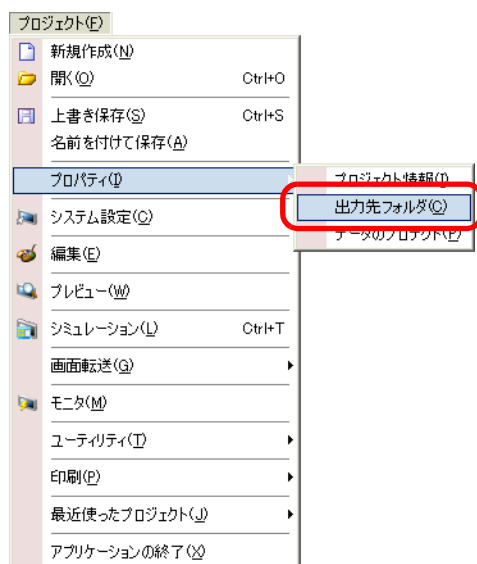 プロジェクト(F)
新規作成(N)
開く(O) Ctrl+O
上書き保存(S) Ctrl+S
名前を付けて保存(A)
プロパティ(I)
プロジェクト情報(I)
出力先フォルダ(C)
データのプロテクト(P)
システム設定(C)
編集(E)
プレビュー(W)
シミュレーション(L) Ctrl+T
画面転送(G)
モニタ(M)
ユーティリティ(T)
印刷(P)
最近使ったプロジェクト(J)
アプリケーションの終了(X)